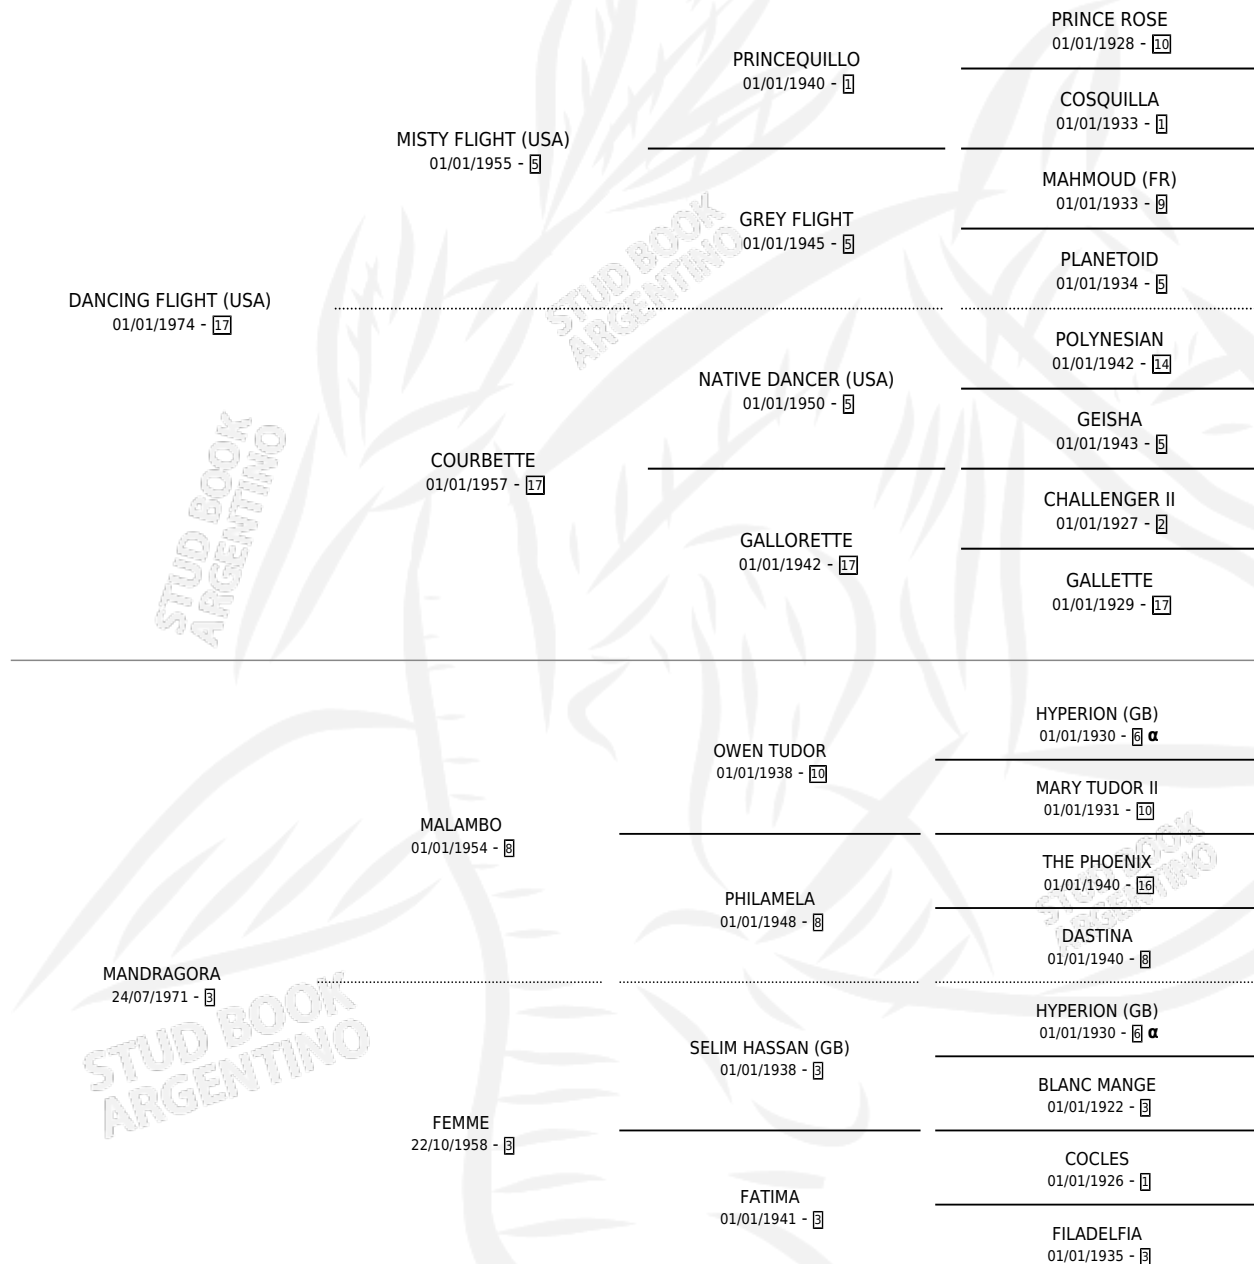 PRINCE ROSE
01/01/1928 - 10
PRINCEQUILLO
01/01/1940 - 1
COSQUILLA
01/01/1933 - 1
MISTY FLIGHT (USA)
01/01/1955 - 5
MAHMOUD (FR)
01/01/1933 - 9
GREY FLIGHT
01/01/1945 - 5
PLANETOID
01/01/1934 - 5
DANCING FLIGHT (USA)
01/01/1974 - 17
POLYNESIAN
01/01/1942 - 14
NATIVE DANCER (USA)
01/01/1950 - 5
GEISHA
01/01/1943 - 5
COURBETTE
01/01/1957 - 17
CHALLENGER II
01/01/1927 - 2
GALLORETTE
01/01/1942 - 17
GALLETTE
01/01/1929 - 17
STUD BOOK
ARGENTINO
STUD BOOK
ARGENTINO
HYPERION (GB)
01/01/1930 - 6 α
OWEN TUDOR
01/01/1938 - 10
MARY TUDOR II
01/01/1931 - 10
MALAMBO
01/01/1954 - 8
THE PHOENIX
01/01/1940 - 16
PHILAMELA
01/01/1948 - 8
DASTINA
01/01/1940 - 8
MANDRAGORA
24/07/1971 - 3
HYPERION (GB)
01/01/1930 - 6 α
SELIM HASSAN (GB)
01/01/1938 - 3
BLANC MANGE
01/01/1922 - 3
FEMME
22/10/1958 - 3
COCLES
01/01/1926 - 1
FATIMA
01/01/1941 - 3
FILADELFIA
01/01/1935 - 3
STUD BOOK
ARGENTINO
STUD BOOK
ARGENTINO